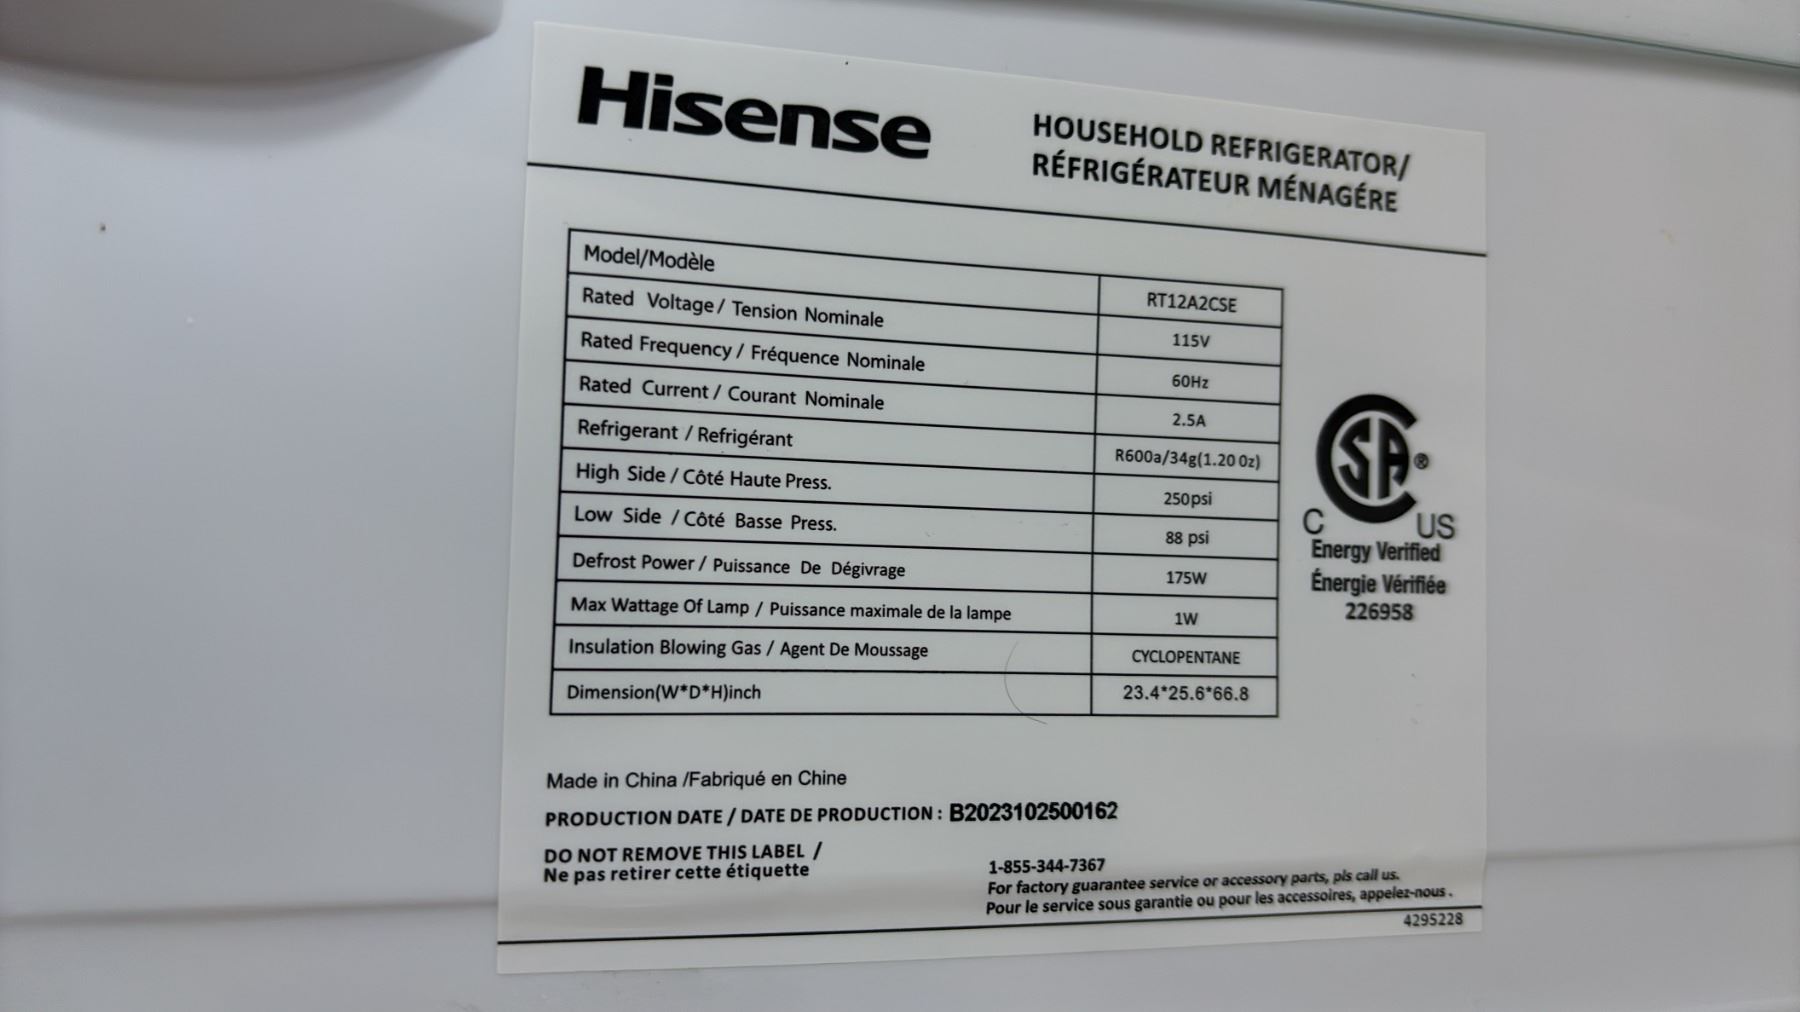 Hisense
HOUSEHOLD REFRIGERATOR/
RÉFRIGÉRATEUR MÉNAGÉRE
Model/Modèle RT12A2CSE
Rated Voltage / Tension Nominale 115V
Rated Frequency / Fréquence Nominale 60Hz
Rated Current / Courant Nominale 2.5A
Refrigerant / Refrigérant R600a/34g(1.20 Oz)
High Side / Côté Haute Press. 250psi
Low Side / Côté Basse Press. 88 psi
Defrost Power / Puissance De Dégivrage 175W
Max Wattage Of Lamp / Puissance maximale de la lampe 1W
Insulation Blowing Gas / Agent De Moussage CYCLOPENTANE
Dimension(W*D*H)inch 23.4*25.6*66.8
SA®
C US
Energy Verified
Énergie Vérifiée
226958
Made in China /Fabriqué en Chine
PRODUCTION DATE / DATE DE PRODUCTION : B2023102500162
DO NOT REMOVE THIS LABEL /
Ne pas retirer cette étiquette
1-855-344-7367
For factory guarantee service or accessory parts, pls call us.
Pour le service sous garantie ou pour les accessoires, appelez-nous .
4295228